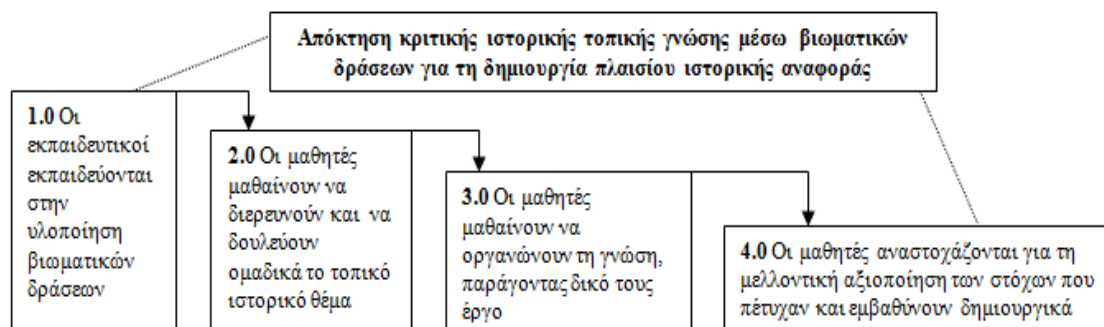 Απόκτηση κριτικής ιστορικής τοπικής γνώσης μέσω βιωματικών
δράσεων για τη δημιουργία πλαισίου ιστορικής αναφοράς
1.0 Οι
εκπαιδευτικοί
εκπαιδεύονται
στην
υλοποίηση
βιωματικών
δράσεων
2.0 Οι μαθητές
μαθαίνουν να
διερευνούν και να
δουλεύουν
ομαδικά το τοπικό
ιστορικό θέμα
3.0 Οι μαθητές
μαθαίνουν να
οργανώνουν τη γνώση,
παράγοντας δικό τους
έργο
4.0 Οι μαθητές αναστοχάζονται για τη
μελλοντική αξιοποίηση των στόχων που
πέτυχαν και εμβαθύνουν δημιουργικά